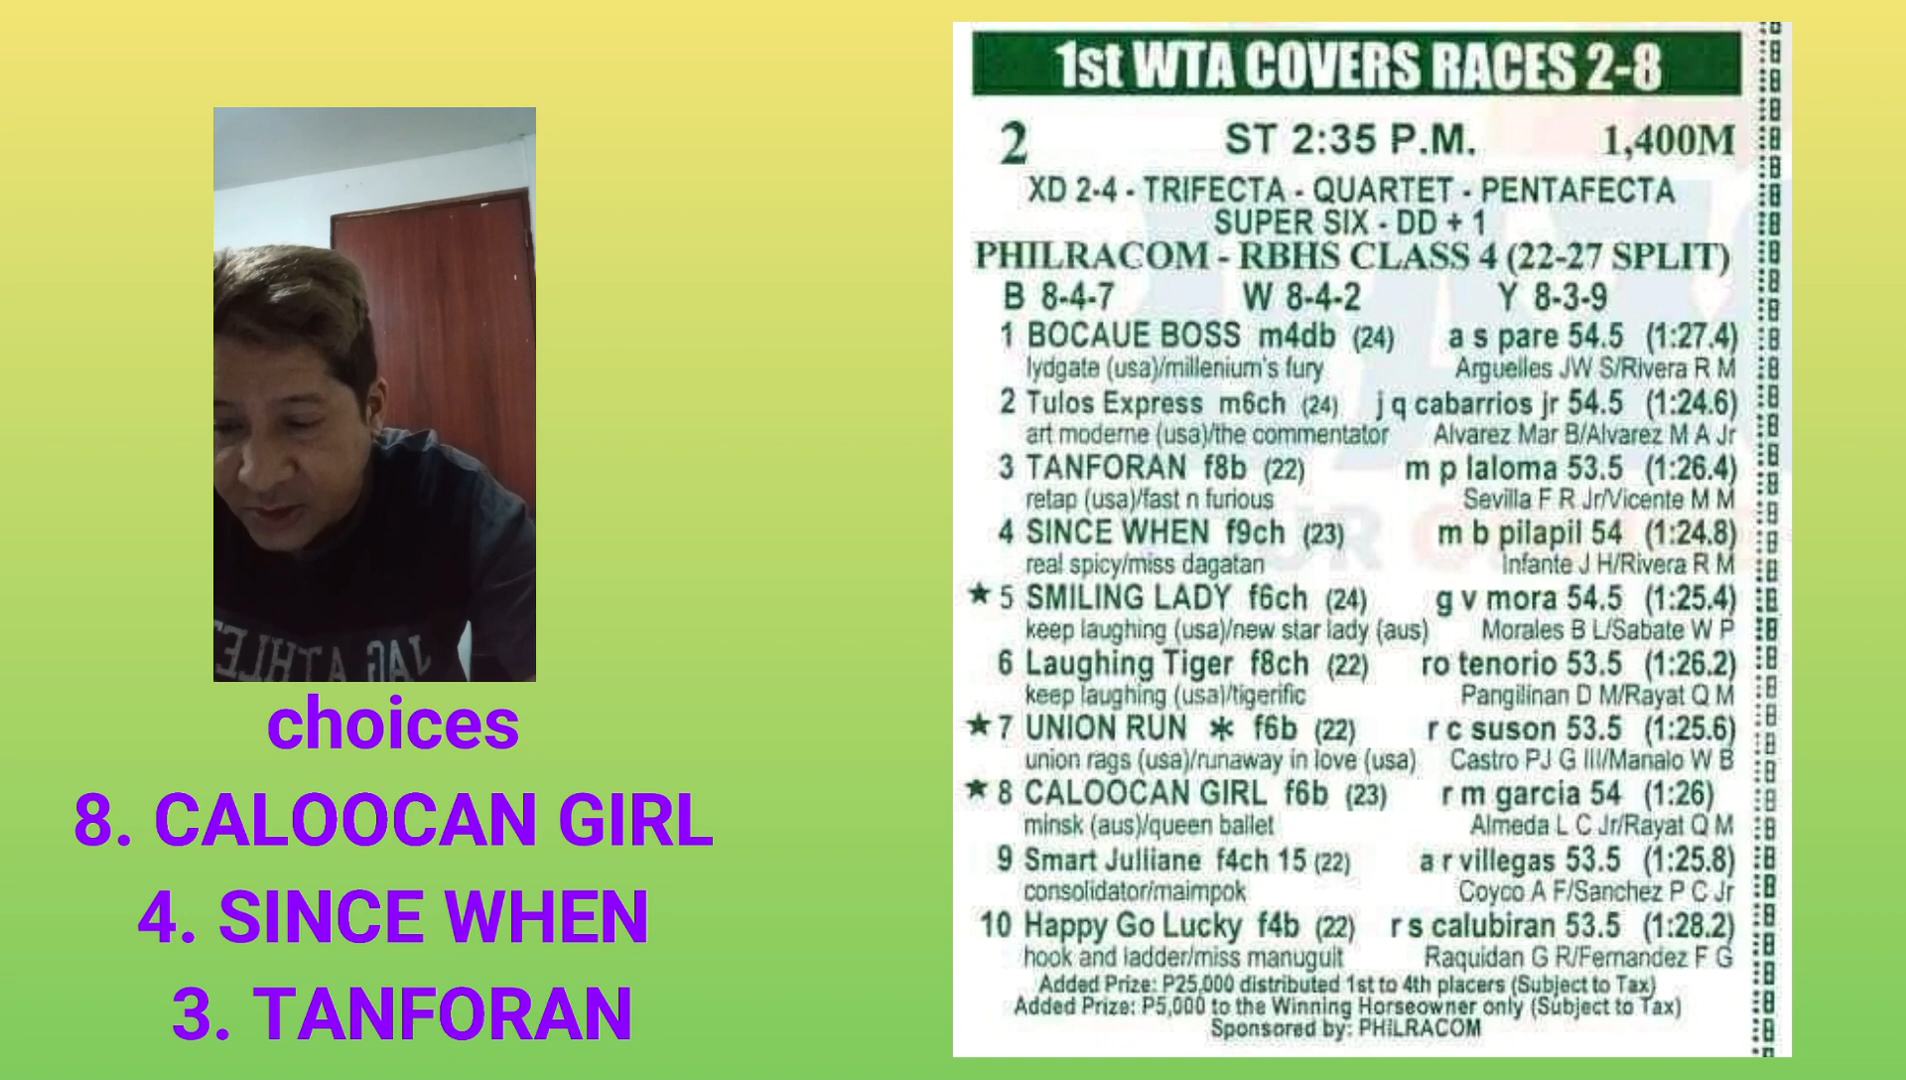 JAG ATHLE
choices
8. CALOOCAN GIRL
4. SINCE WHEN
3. TANFORAN
1st WTA COVERS RACES 2-8
2 ST 2:35 P.M. 1,400M
XD 2-4 - TRIFECTA - QUARTET - PENTAFECTA
SUPER SIX - DD + 1
PHILRACOM - RBHS CLASS 4 (22-27 SPLIT)
B 8-4-7 W 8-4-2 Y 8-3-9
1 BOCAUE BOSS m4db (24) a s pare 54.5 (1:27.4)
lydgate (usa)/millenium's fury Arguelles JW S/Rivera R M
2 Tulos Express m6ch (24) j q cabarrios jr 54.5 (1:24.6)
art moderne (usa)/the commentator Alvarez Mar B/Alvarez M A Jr
3 TANFORAN f8b (22) m p laloma 53.5 (1:26.4)
retap (usa)/fast n furious Sevilla F R Jr/Vicente M M
4 SINCE WHEN f9ch (23) m b pilapil 54 (1:24.8)
real spicy/miss dagatan Infante J H/Rivera R M
★ 5 SMILING LADY f6ch (24) g v mora 54.5 (1:25.4)
keep laughing (usa)/new star lady (aus) Morales B L/Sabate W P
6 Laughing Tiger f8ch (22) ro tenorio 53.5 (1:26.2)
keep laughing (usa)/tigerific Pangilinan D M/Rayat Q M
★ 7 UNION RUN * f6b (22) r c suson 53.5 (1:25.6)
union rags (usa)/runaway in love (usa) Castro PJ G III/Manalo W B
★ 8 CALOOCAN GIRL f6b (23) r m garcia 54 (1:26)
minsk (aus)/queen ballet Almeda L C Jr/Rayat Q M
9 Smart Julliane f4ch 15 (22) a r villegas 53.5 (1:25.8)
consolidator/maimpok Coyco A F/Sanchez P C Jr
10 Happy Go Lucky f4b (22) r s calubiran 53.5 (1:28.2)
hook and ladder/miss manuguit Raquidan G R/Fernandez F G
Added Prize: P25,000 distributed 1st to 4th placers (Subject to Tax)
Added Prize: P5,000 to the Winning Horseowner only (Subject to Tax)
Sponsored by: PHILRACOM